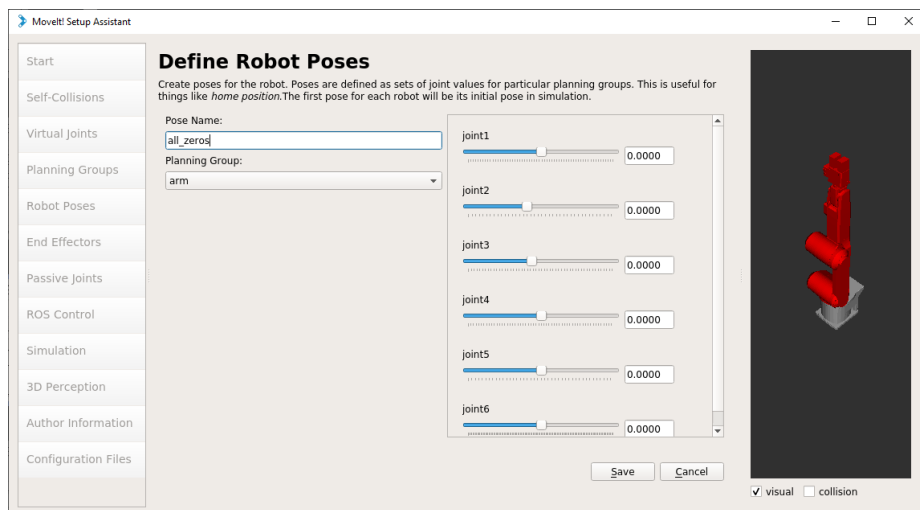 MoveIt! Setup Assistant
Start
Self-Collisions
Virtual Joints
Planning Groups
Robot Poses
End Effectors
Passive Joints
ROS Control
Simulation
3D Perception
Author Information
Configuration Files
Define Robot Poses
Create poses for the robot. Poses are defined as sets of joint values for particular planning groups. This is useful for
things like home position.The first pose for each robot will be its initial pose in simulation.
Pose Name:
all_zeros
Planning Group:
arm
joint1
0.0000
joint2
0.0000
joint3
0.0000
joint4
0.0000
joint5
0.0000
joint6
0.0000
Save
Cancel
visual
collision